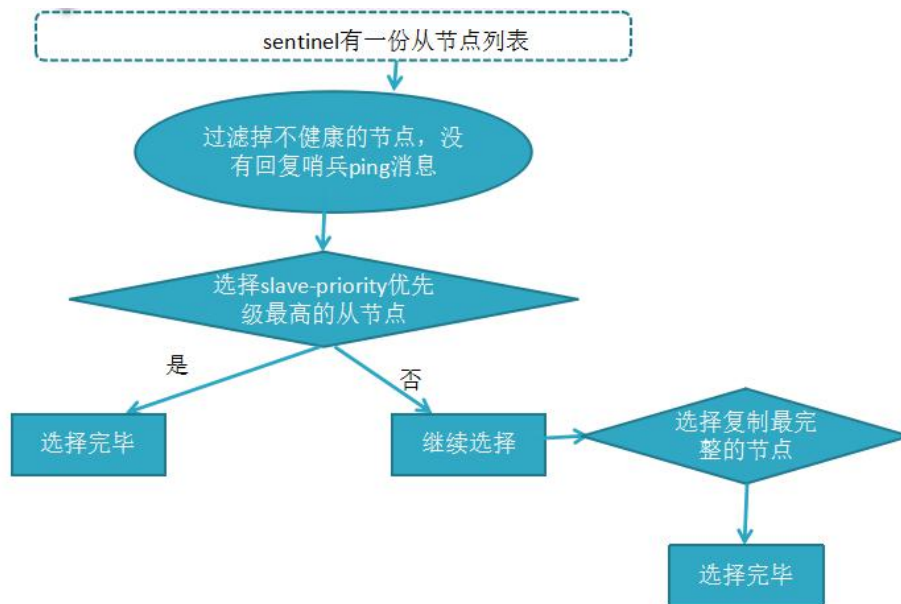 sentinel有一份从节点列表
过滤掉不健康的节点，没
有回复哨兵ping消息
选择slave-priority优先
级最高的从节点
是
否
选择完毕
继续选择
选择复制最完
整的节点
选择完毕